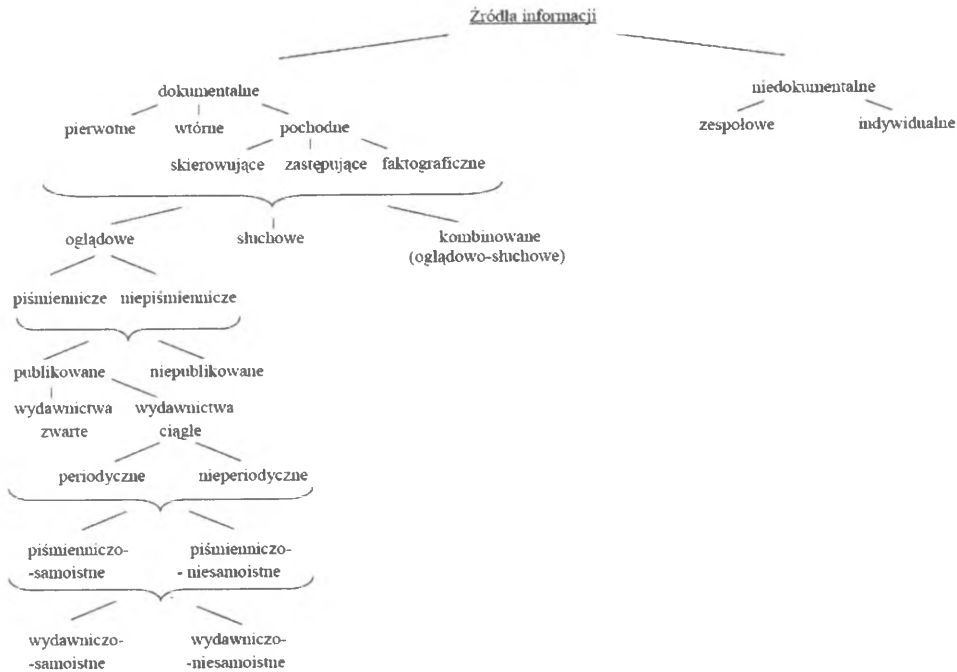 Źródła informacji
dokumentalne niedokumentalne
pierwotne wtórne pochodne zespołowe indywidualne
skierowujące zastępujące faktograficzne
oglądowe słuchowe kombinowane
(oglądowo-słuchowe)
piśmiennicze niepiśmiennicze
publikowane niepublikowane
wydawnictwa wydawnictwa
zwarte ciągłe
periodyczne nieperiodyczne
piśmienniczo- piśmienniczo-
-samoistne - niesamoistne
wydawniczo- wydawniczo-
-samoistne -niesamoistne